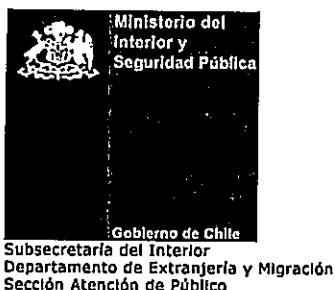 Ministerio del
Interior y
Seguridad Pública
Gobierno de Chile
Subsecretaría del Interior
Departamento de Extranjería y Migración
Sección Atención de Público